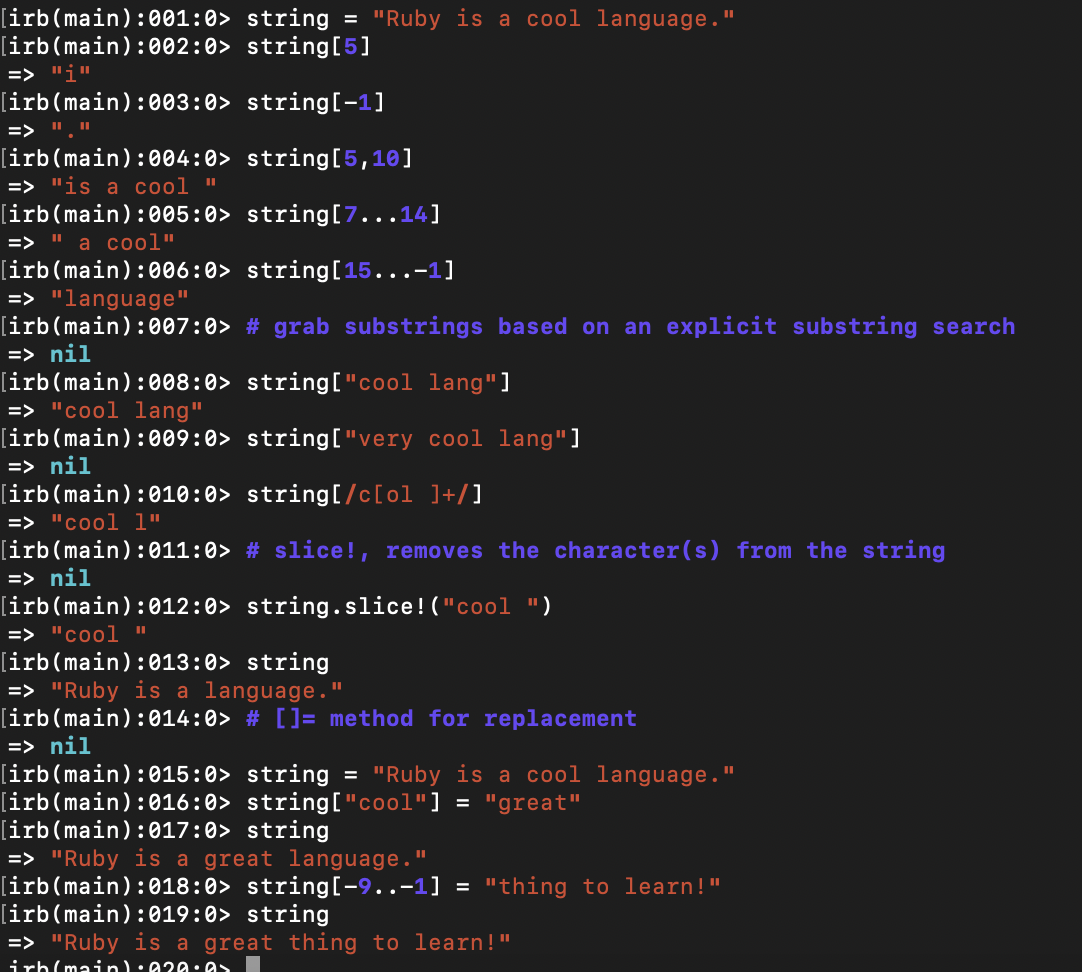 irb(main):001:0> string = "Ruby is a cool language."
irb(main):002:0> string[5]
=> "i"
irb(main):003:0> string[-1]
=> "."
irb(main):004:0> string[5,10]
=> "is a cool "
irb(main):005:0> string[7...14]
=> " a cool"
irb(main):006:0> string[15...-1]
=> "language"
irb(main):007:0> # grab substrings based on an explicit substring search
=> nil
irb(main):008:0> string["cool lang"]
=> "cool lang"
irb(main):009:0> string["very cool lang"]
=> nil
irb(main):010:0> string[/c[ol ]+/]
=> "cool l"
irb(main):011:0> # slice!, removes the character(s) from the string
=> nil
irb(main):012:0> string.slice!("cool ")
=> "cool "
irb(main):013:0> string
=> "Ruby is a language."
irb(main):014:0> # []= method for replacement
=> nil
irb(main):015:0> string = "Ruby is a cool language."
irb(main):016:0> string["cool"] = "great"
irb(main):017:0> string
=> "Ruby is a great language."
irb(main):018:0> string[-9..-1] = "thing to learn!"
irb(main):019:0> string
=> "Ruby is a great thing to learn!"
irb(main):020:0>